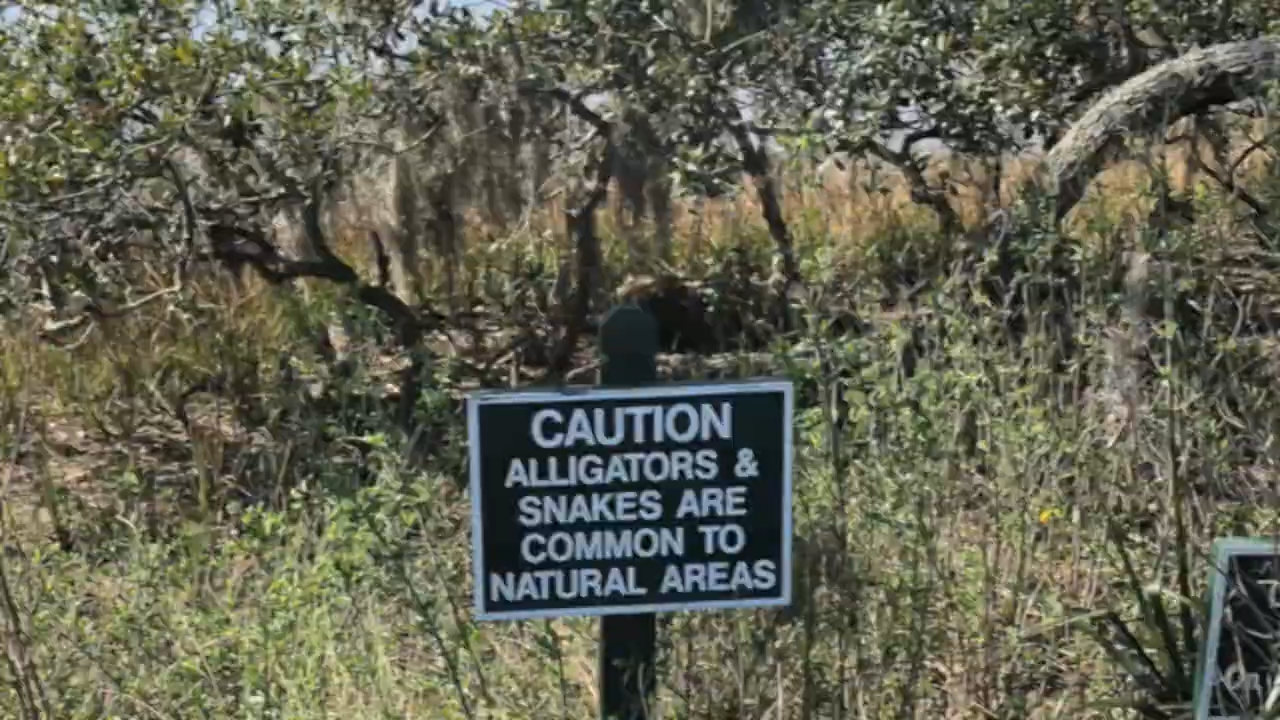 CAUTION
ALLIGATORS &
SNAKES ARE
COMMON TO
NATURAL AREAS